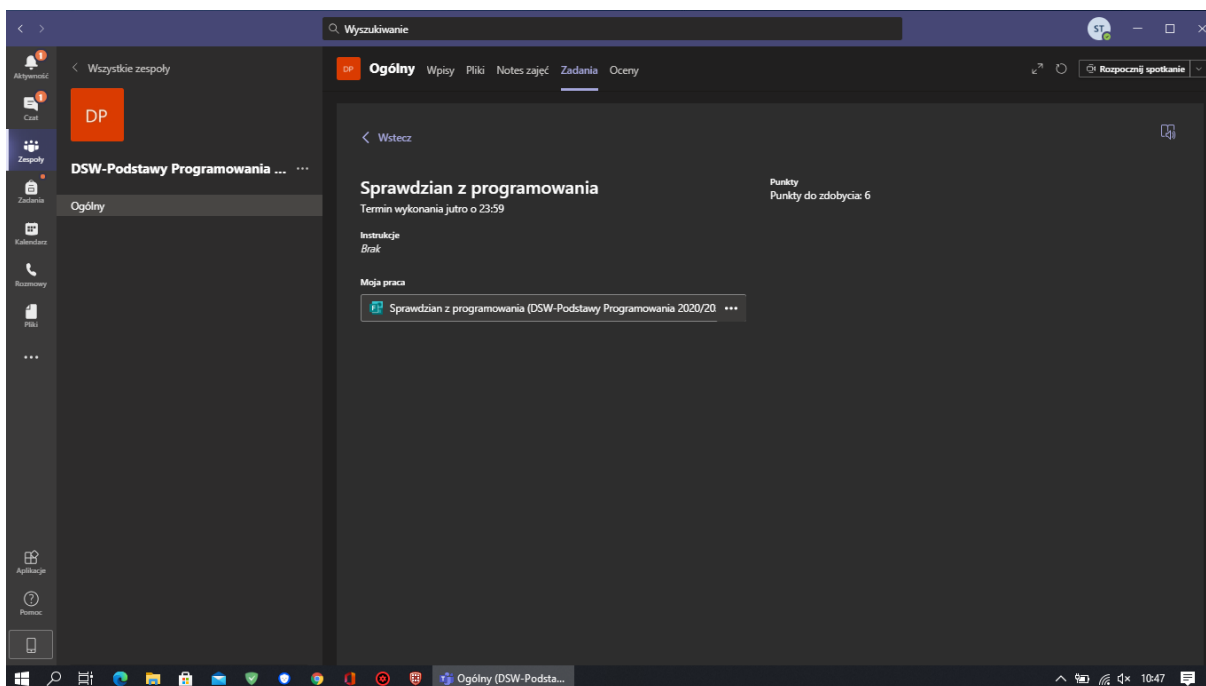 Wyszukiwanie
ST
1
Aktywność
1
Czat
Zespoły
Zadania
Kalendarz
Rozmowy
Pliki
Aplikacje
Pomoc
Wszystkie zespoły
DP
DSW-Podstawy Programowania ...
Ogólny
DP Ogólny Wpisy Pliki Notes zajęć Zadania Oceny
Rozpocznij spotkanie
Wstecz
Sprawdzian z programowania
Termin wykonania jutro o 23:59
Punkty
Punkty do zdobycia: 6
Instrukcje
Brak
Moja praca
Sprawdzian z programowania (DSW-Podstawy Programowania 2020/20
Ogólny (DSW-Podsta...
10:47